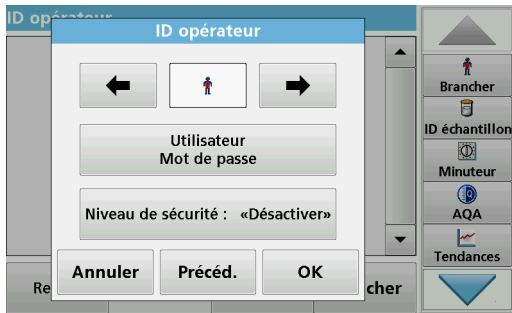 ID opérateur
ID opérateur
Utilisateur
Mot de passe
Niveau de sécurité : «Désactiver»
Annuler
Précéd.
OK
Brancher
ID échantillon
Minuteur
AQA
Tendances